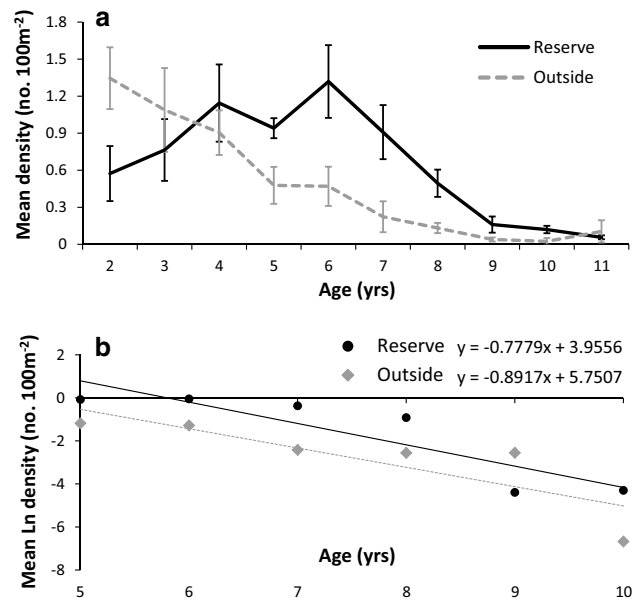 a
1.8
1.5
1.2
0.9
0.6
0.3
0
Mean density (no. 100m-2)
Reserve
Outside
2 3 4 5 6 7 8 9 10 11
Age (yrs)
b
Reserve y = -0.7779x + 3.9556
Outside y = -0.8917x + 5.7507
2
0
-2
-4
-6
-8
Mean Ln density (no. 100m-2)
Age (yrs)
5 6 7 8 9 10